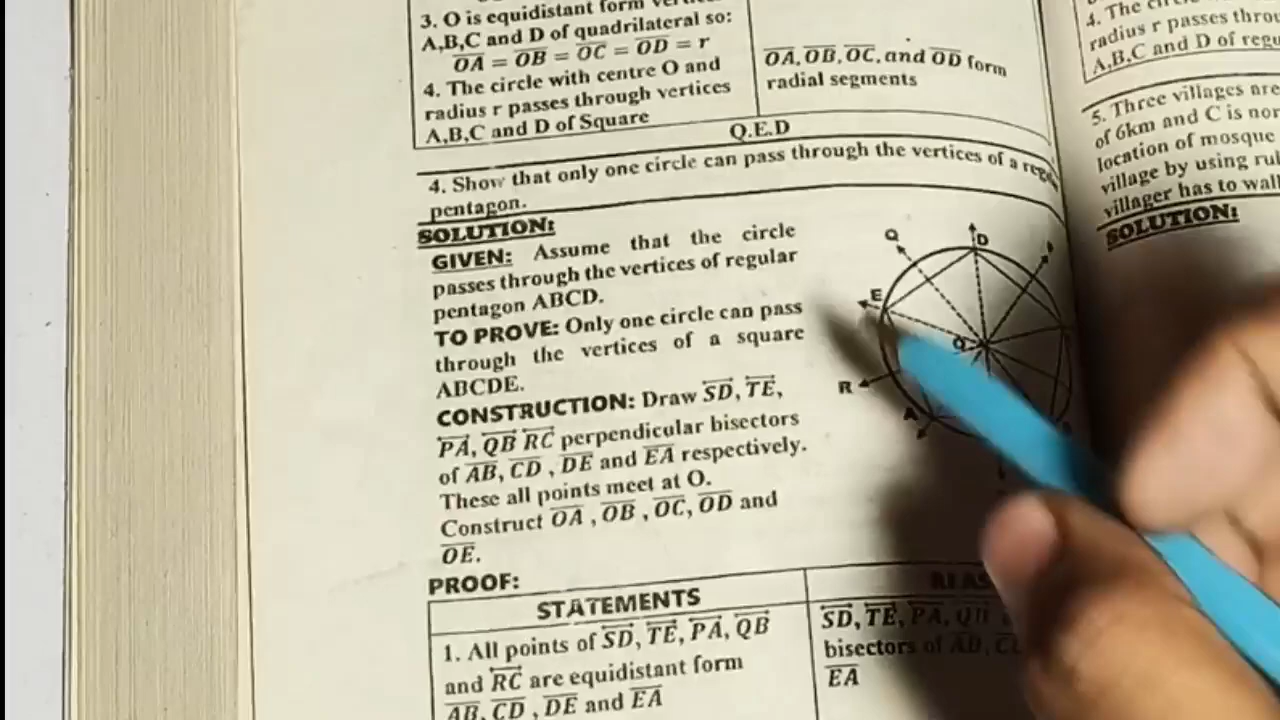 3. O is equidistant form
A,B,C and D of quadrilateral so:
OA = OB = OC = OD = r
4. The circle with centre O and
radius r passes through vertices
A,B,C and D of Square
OA, OB, OC, and OD form
radial segments
Q.E.D
4. Show that only one circle can pass through the vertices of a
pentagon.
SOLUTION:
GIVEN: Assume that the circle
passes through the vertices of regular
pentagon ABCD.
TO PROVE: Only one circle can pass
through the vertices of a square
ABCDE.
CONSTRUCTION: Draw SD, TE,
PA, QB RC perpendicular bisectors
of AB, CD , DE and EA respectively.
These all points meet at O.
Construct OA , OB , OC, OD and
OE.
PROOF:
STATEMENTS
1. All points of SD, TE, PA, QB
and RC are equidistant form
AB, CD , DE and EA
SD, TE, PA, QB
bisectors of AB,
EA
Q
D
E
O
R
A
4. The
radius r passes
A,B,C and D of
5. Three villages are
of 6km and C is
location of mosque
village by using
villager has to
SOLUTION: